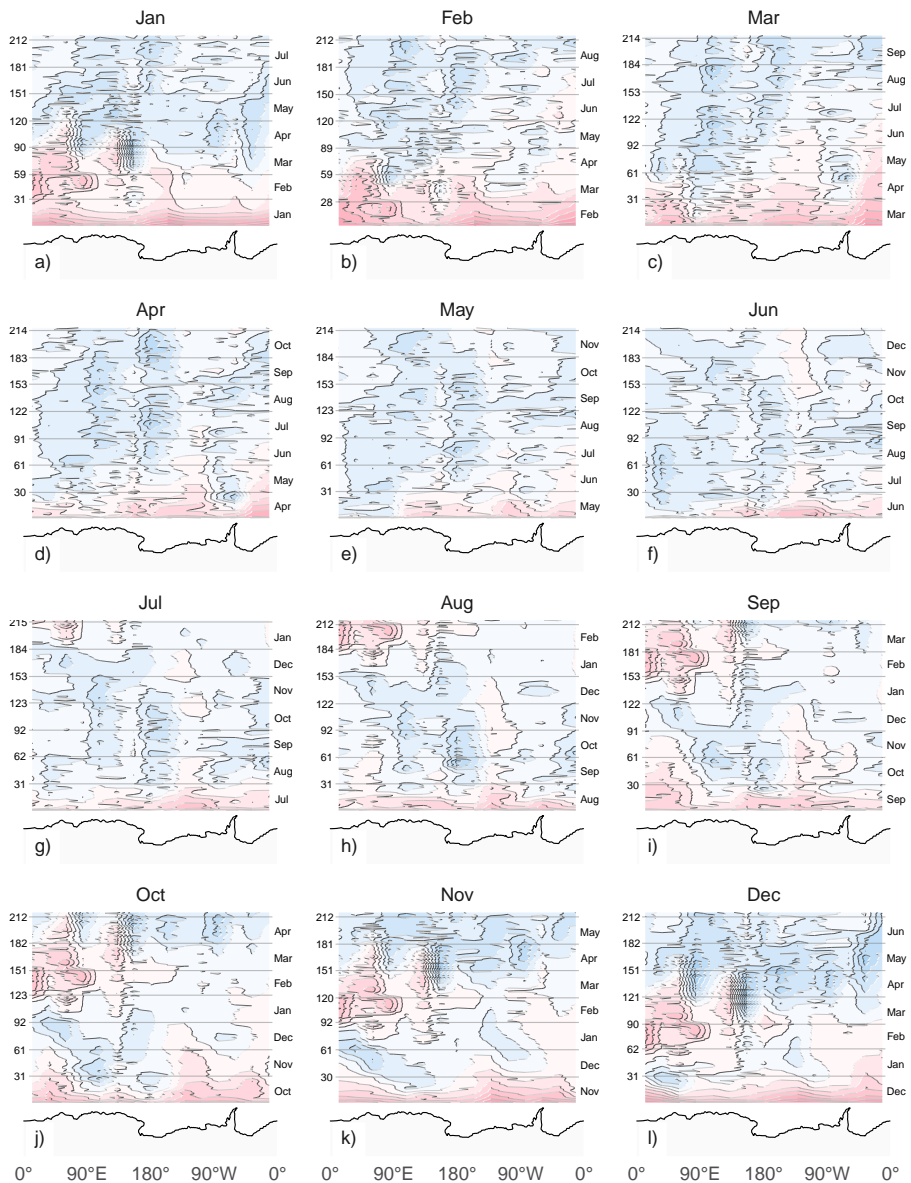 Jan
212
181
151
120
90
59
31
Jul
Jun
May
Apr
Mar
Feb
Jan
a)
Feb
212
181
150
120
89
59
28
Aug
Jul
Jun
May
Apr
Mar
Feb
b)
Mar
214
184
153
122
92
61
31
Sep
Aug
Jul
Jun
May
Apr
Mar
c)
Apr
214
183
153
122
91
61
30
Oct
Sep
Aug
Jul
Jun
May
Apr
d)
May
214
184
153
123
92
61
31
Nov
Oct
Sep
Aug
Jul
Jun
May
e)
Jun
214
183
153
122
91
61
30
Dec
Nov
Oct
Sep
Aug
Jul
Jun
f)
Jul
215
184
153
123
92
62
31
Jan
Dec
Nov
Oct
Sep
Aug
Jul
g)
Aug
212
184
153
122
92
61
31
Feb
Jan
Dec
Nov
Oct
Sep
Aug
h)
Sep
212
181
153
122
91
61
30
Mar
Feb
Jan
Dec
Nov
Oct
Sep
i)
Oct
212
182
151
123
92
61
31
Apr
Mar
Feb
Jan
Dec
Nov
Oct
j)
Nov
212
181
151
120
92
61
30
May
Apr
Mar
Feb
Jan
Dec
Nov
k)
Dec
212
182
151
121
90
62
31
Jun
May
Apr
Mar
Feb
Jan
Dec
l)
0° 90°E 180° 90°W 0° 0° 90°E 180° 90°W 0° 0° 90°E 180° 90°W 0°